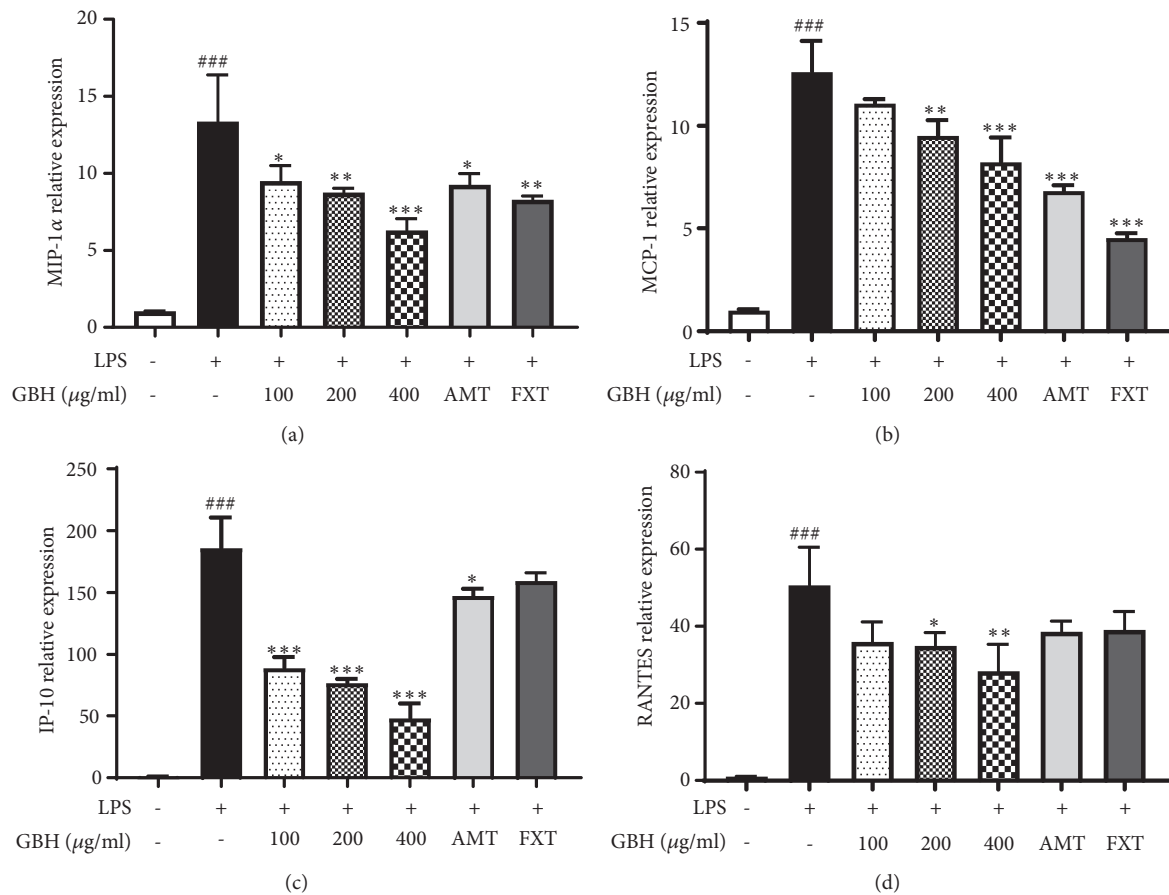 MIP-1α relative expression
20
15
10
5
0
###
*
**
***
*
**
LPS - + + + + + +
GBH (μg/ml) - - 100 200 400 AMT FXT
(a)
MCP-1 relative expression
15
10
5
0
###
**
***
***
***
LPS - + + + + + +
GBH (μg/ml) - - 100 200 400 AMT FXT
(b)
IP-10 relative expression
250
200
150
100
50
0
###
***
***
***
*
LPS - + + + + + +
GBH (μg/ml) - - 100 200 400 AMT FXT
(c)
RANTES relative expression
80
60
40
20
0
###
*
**
LPS - + + + + + +
GBH (μg/ml) - - 100 200 400 AMT FXT
(d)